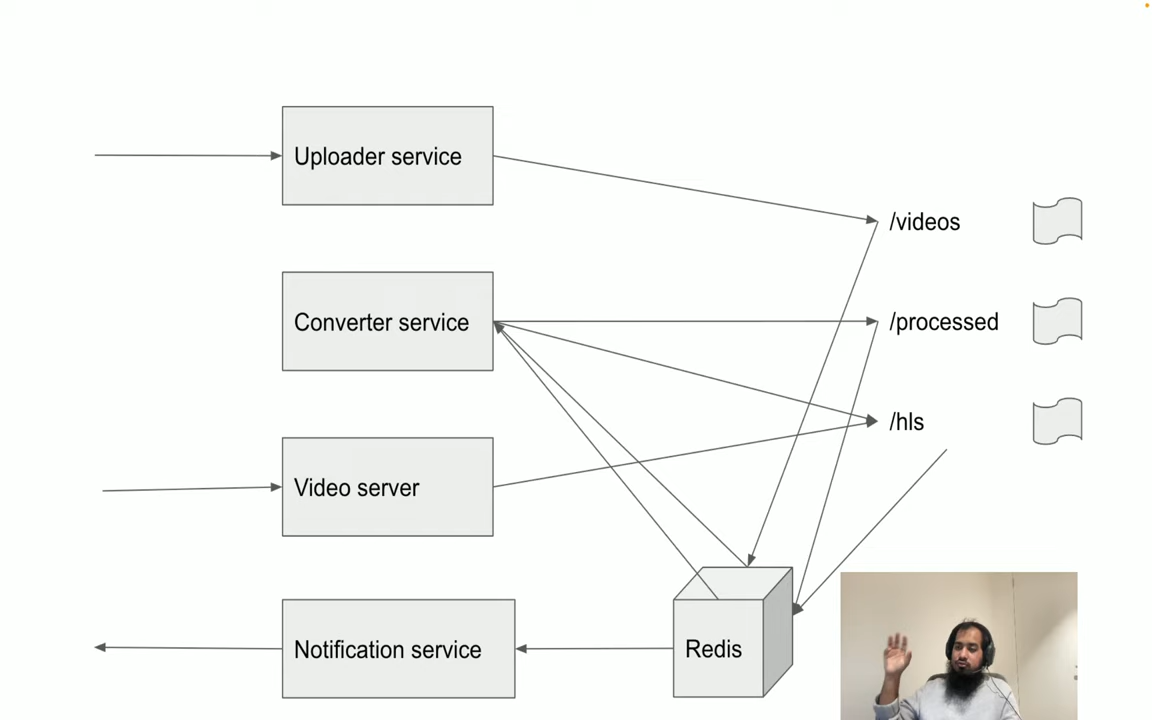 Uploader service
/videos
Converter service
/processed
/hls
Video server
Notification service
Redis